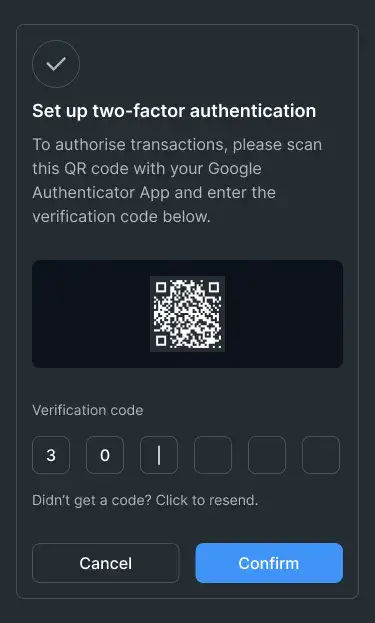 Set up two-factor authentication
To authorise transactions, please scan
this QR code with your Google
Authenticator App and enter the
verification code below.
Verification code
3 0
Didn't get a code? Click to resend.
Cancel Confirm